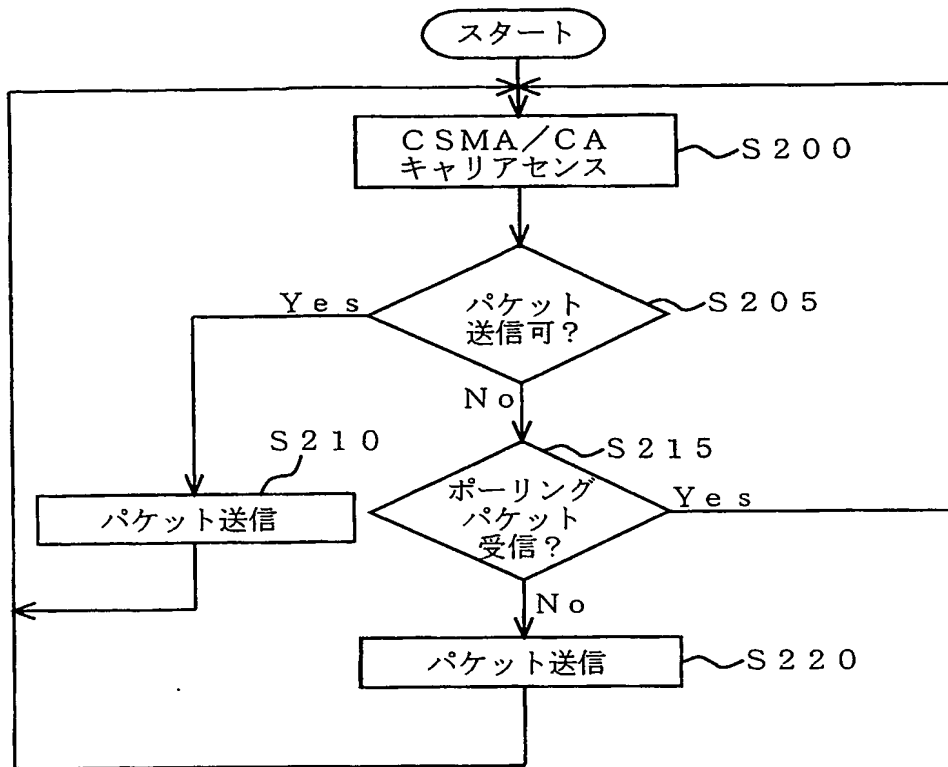 スタート
CSMA／CA
キャリアセンス
S200
パケット
送信可？
S205
Yes
No
S210
パケット送信
S215
ポーリング
パケット
受信？
Yes
No
パケット送信
S220